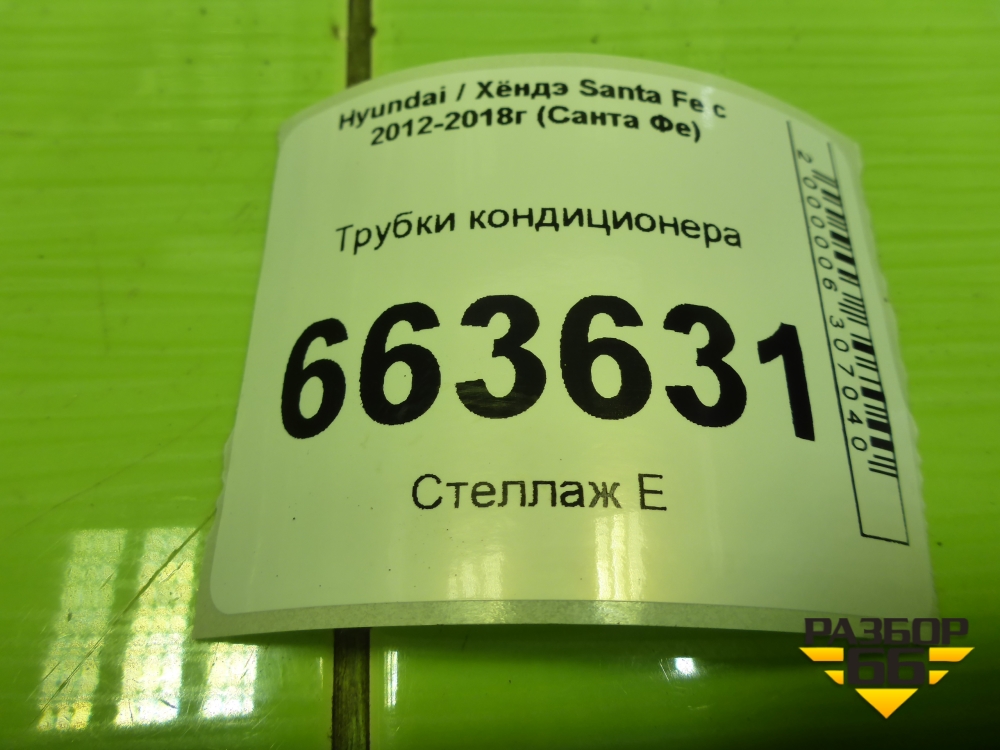 Hyundai / Хёндэ Santa Fe с
2012-2018г (Санта Фе)
Трубки кондиционера
663631
Стеллаж Е
2000006307040
РАЗБОР
66